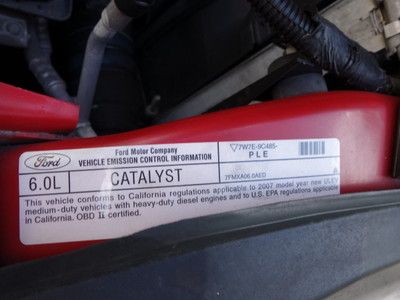 Ford Motor Company
7W7E-9C485-
Ford
VEHICLE EMISSION CONTROL INFORMATION
PLE
6.0L
CATALYST
7FMXA06.0AED
This vehicle conforms to California regulations applicable to 2007 model year new ULEV
medium-duty vehicles with heavy-duty diesel engines and to U.S. EPA regulations applicable
in California. OBD II certified.